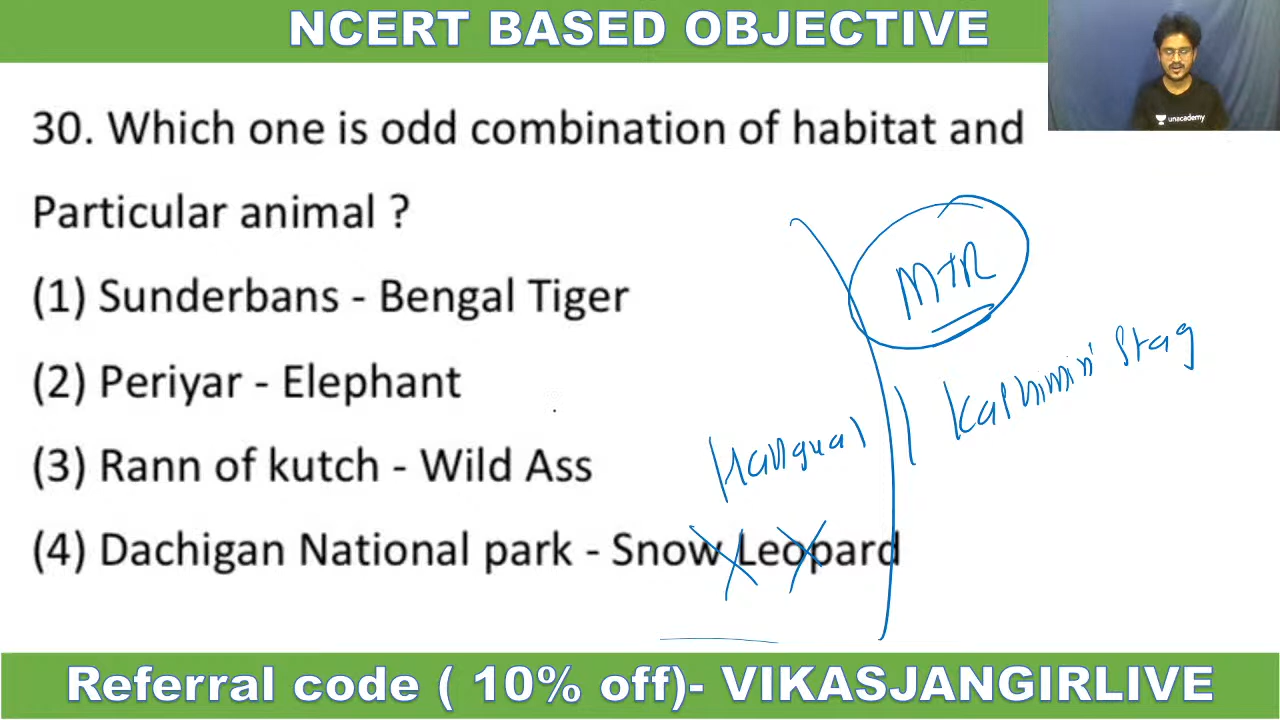 NCERT BASED OBJECTIVE
unacademy
30. Which one is odd combination of habitat and
Particular animal ?
MTR
(1) Sunderbans - Bengal Tiger
Kashmiri Stag
(2) Periyar - Elephant
Hangual
(3) Rann of kutch - Wild Ass
(4) Dachigan National park - Snow Leopard
Referral code ( 10% off)- VIKASJANGIRLIVE